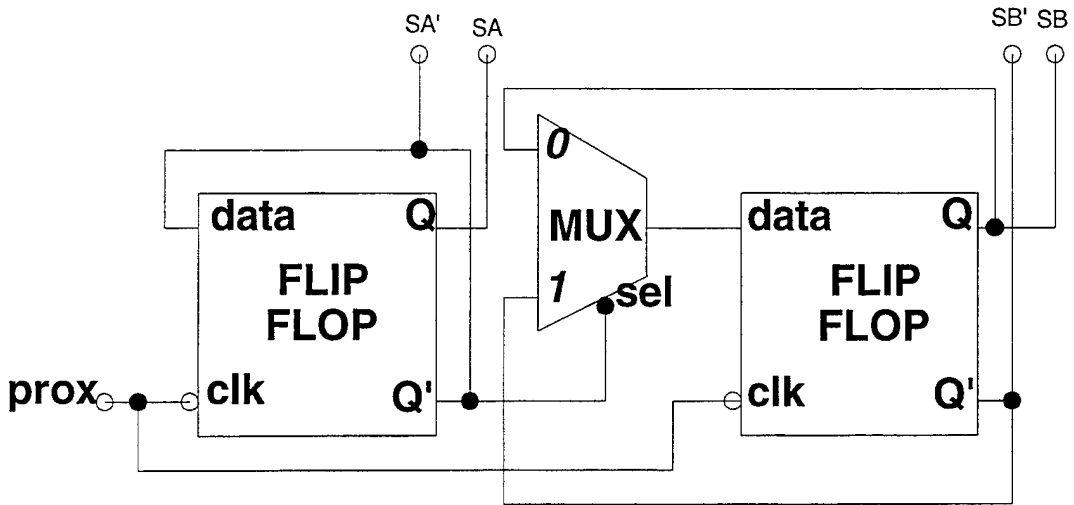 SA' SA
SB' SB
0
data Q
MUX
data Q
FLIP
FLOP
1
sel
FLIP
FLOP
prox
clk Q'
clk Q'